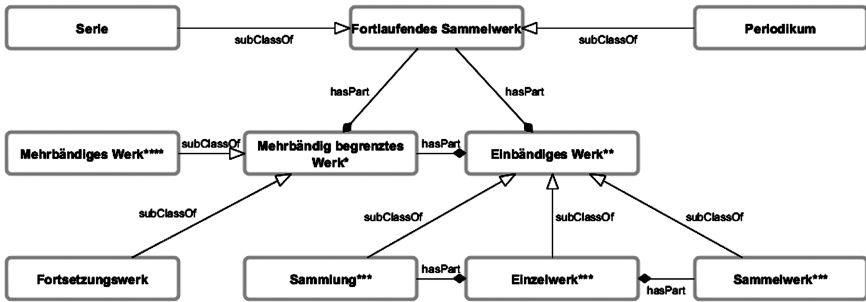 Serie
subClassOf
Fortlaufendes Sammelwerk
subClassOf
Periodikum
hasPart
hasPart
Mehrbändiges Werk****
subClassOf
Mehrbändig begrenztes
Werk*
hasPart
Einbändiges Werk**
subClassOf
subClassOf
subClassOf
subClassOf
Fortsetzungswerk
Sammlung***
hasPart
Einzelwerk***
hasPart
Sammelwerk***